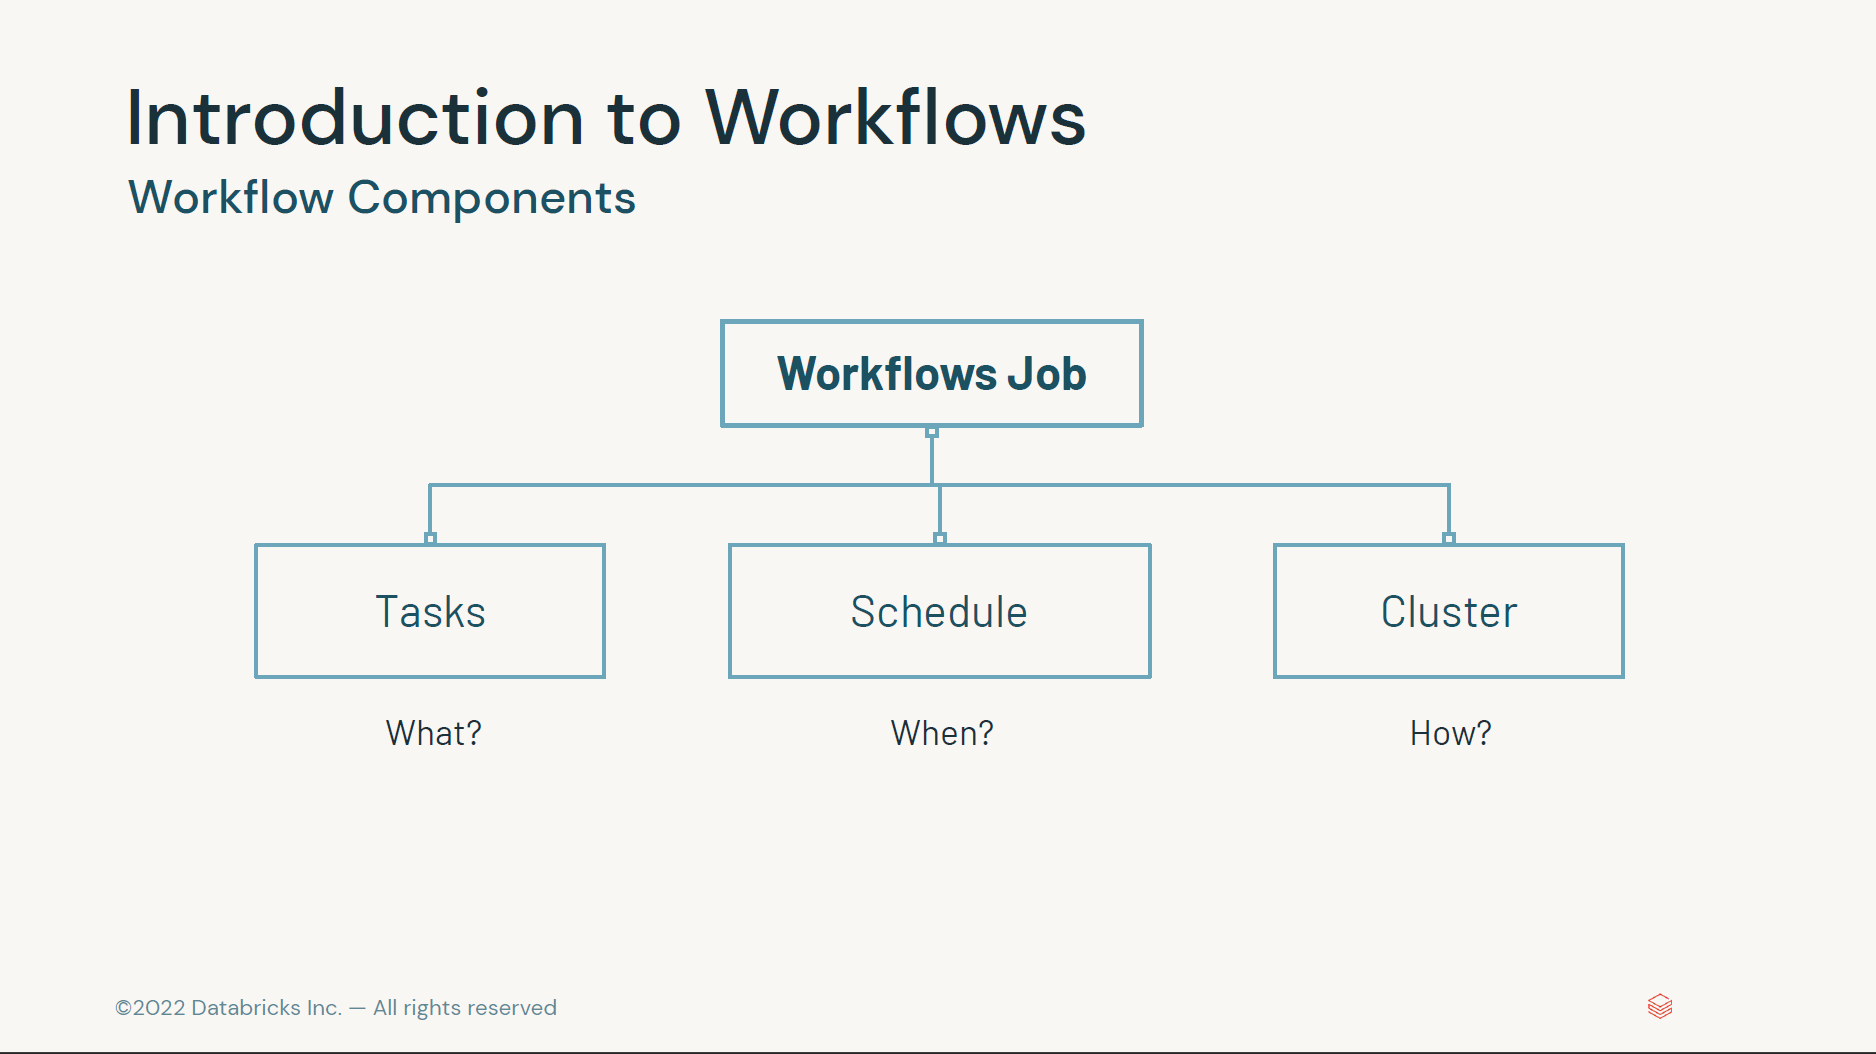 Introduction to Workflows
Workflow Components
Workflows Job
Tasks
Schedule
Cluster
What?
When?
How?
©2022 Databricks Inc. — All rights reserved